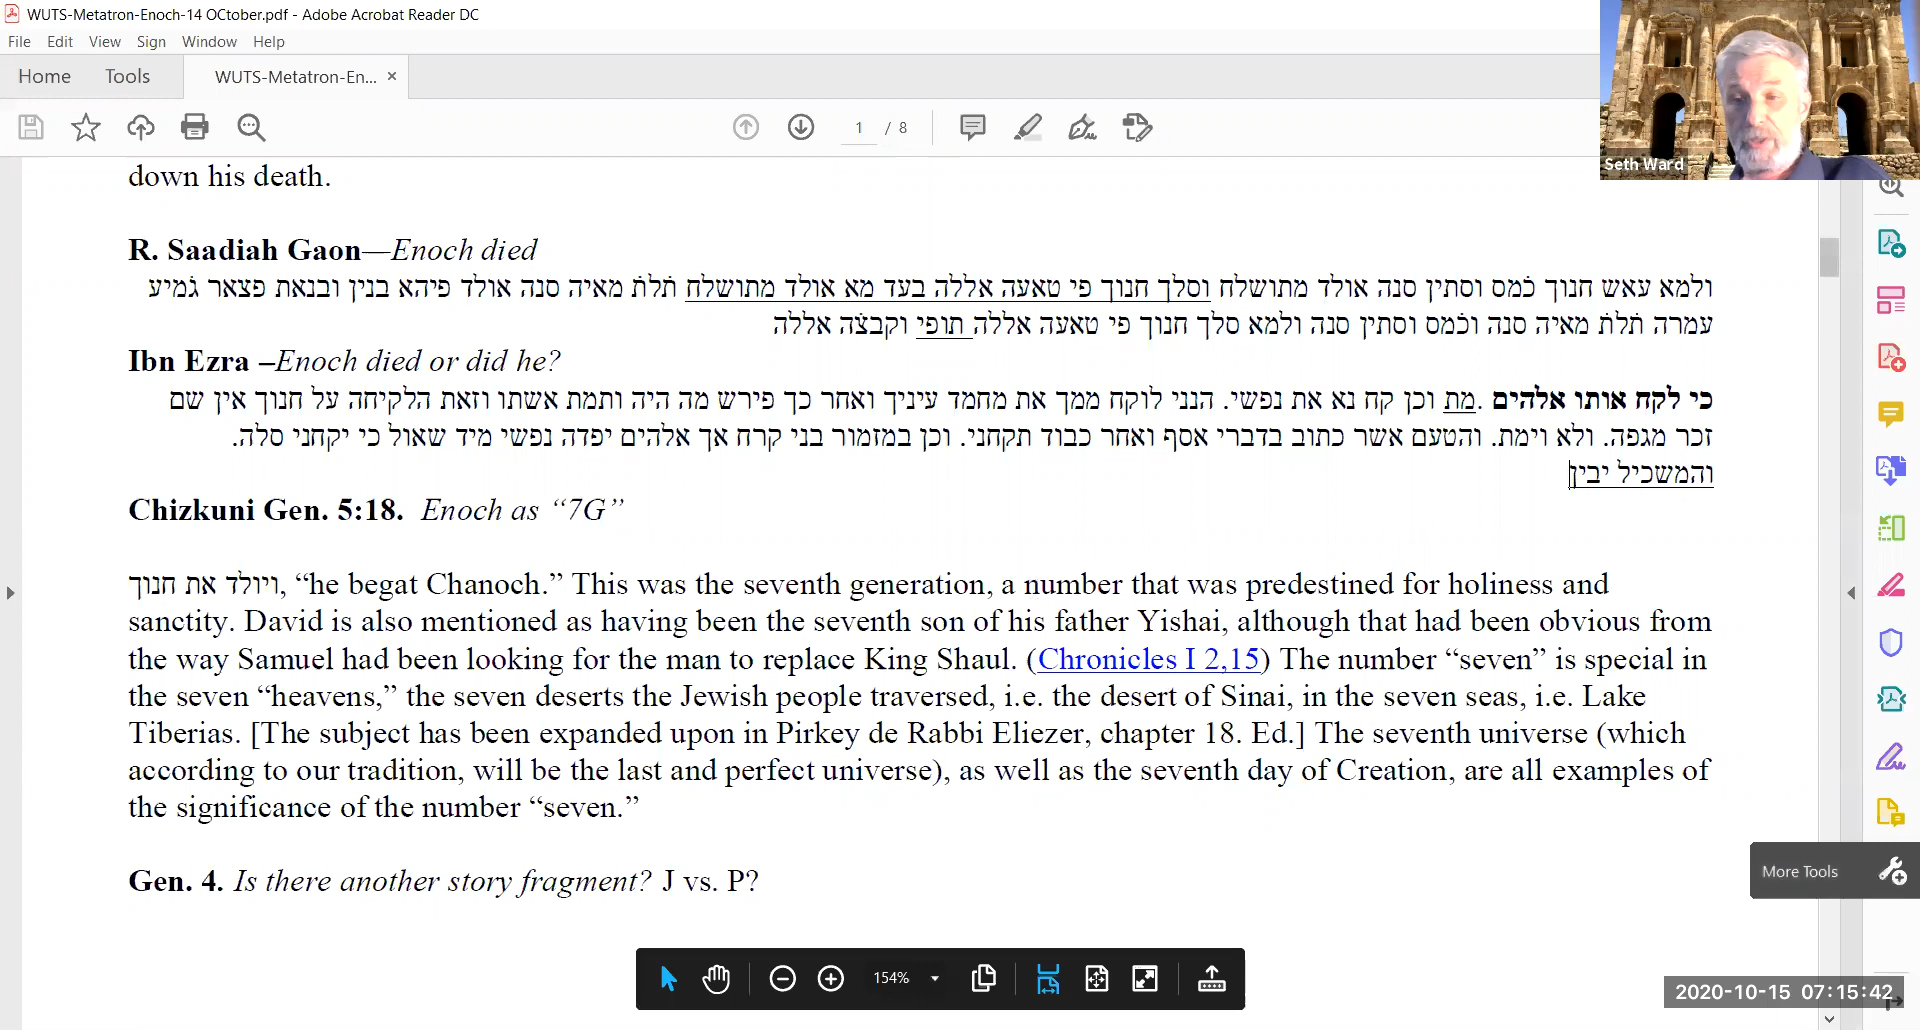 WUTS-Metatron-Enoch-14 OCtober.pdf - Adobe Acrobat Reader DC
File Edit View Sign Window Help
Home Tools WUTS-Metatron-En... ×
1 / 8
Seth Ward
down his death.
R. Saadiah Gaon—Enoch died
ולמא עאש חנוך כ֗מס וסתין סנה אולד מתושלח וסלך חנוך פי טאעה אללה בעד מא אולד מתושלח ת֗לת֗ מאיה סנה אולד פיהא בנין ובנאת פצאר ג֗מיע
עמרה ת֗לת֗ מאיה סנה וכ֗מס וסתין סנה ולמא סלך חנוך פי טאעה אללה תופי וקבצ֗ה אללה
Ibn Ezra –Enoch died or did he?
כי לקח אותו אלהים. מת וכן קח נא את נפשי. הנני לוקח ממך את מחמד עיניך ואחר כך פירש מה היה ותמת אשתו וזאת הלקיחה על חנוך אין שם
זכר מגפה. ולא וימת. והטעם אשר כתוב בדברי אסף ואחר כבוד תקחני. וכן במזמור בני קרח אך אלהים יפדה נפשי מיד שאול כי יקחני סלה.
והמשכיל יבין
Chizkuni Gen. 5:18. Enoch as “7G”
ויולד את חנוך, “he begat Chanoch.” This was the seventh generation, a number that was predestined for holiness and
sanctity. David is also mentioned as having been the seventh son of his father Yishai, although that had been obvious from
the way Samuel had been looking for the man to replace King Shaul. (Chronicles I 2,15) The number “seven” is special in
the seven “heavens,” the seven deserts the Jewish people traversed, i.e. the desert of Sinai, in the seven seas, i.e. Lake
Tiberias. [The subject has been expanded upon in Pirkey de Rabbi Eliezer, chapter 18. Ed.] The seventh universe (which
according to our tradition, will be the last and perfect universe), as well as the seventh day of Creation, are all examples of
the significance of the number “seven.”
More Tools
Gen. 4. Is there another story fragment? J vs. P?
154%
2020-10-15 07:15:42